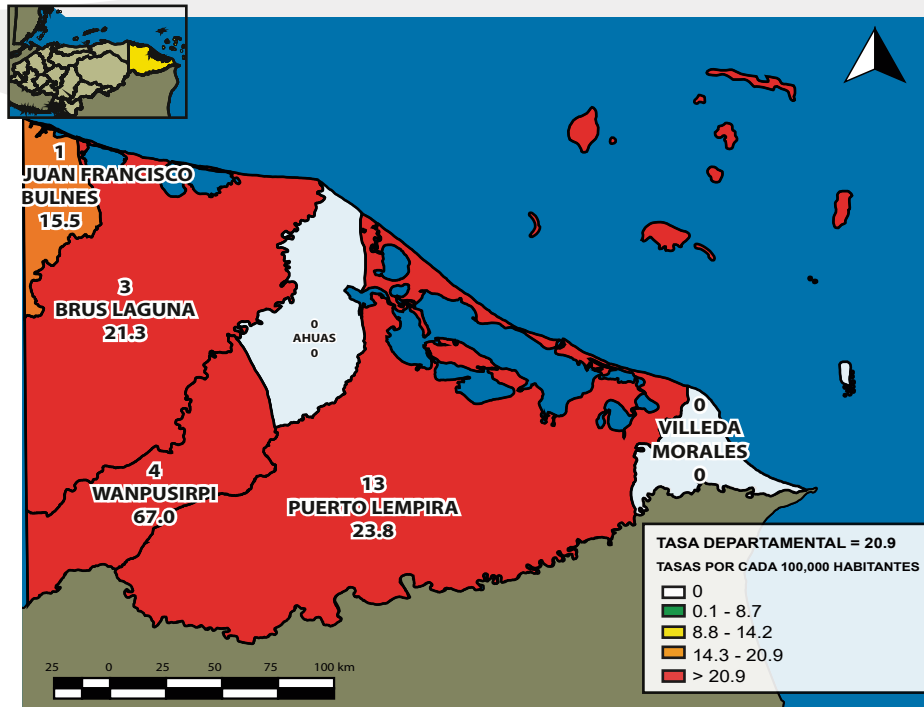 1
JUAN FRANCISCO
BULNES
15.5
3
BRUS LAGUNA
21.3
0
AHUAS
0
0
VILLEDA
MORALES
0
4
WANPUSIRPI
67.0
13
PUERTO LEMPIRA
23.8
TASA DEPARTAMENTAL = 20.9
TASAS POR CADA 100,000 HABITANTES
0
0.1 - 8.7
8.8 - 14.2
14.3 - 20.9
> 20.9
25 0 25 50 75 100 km